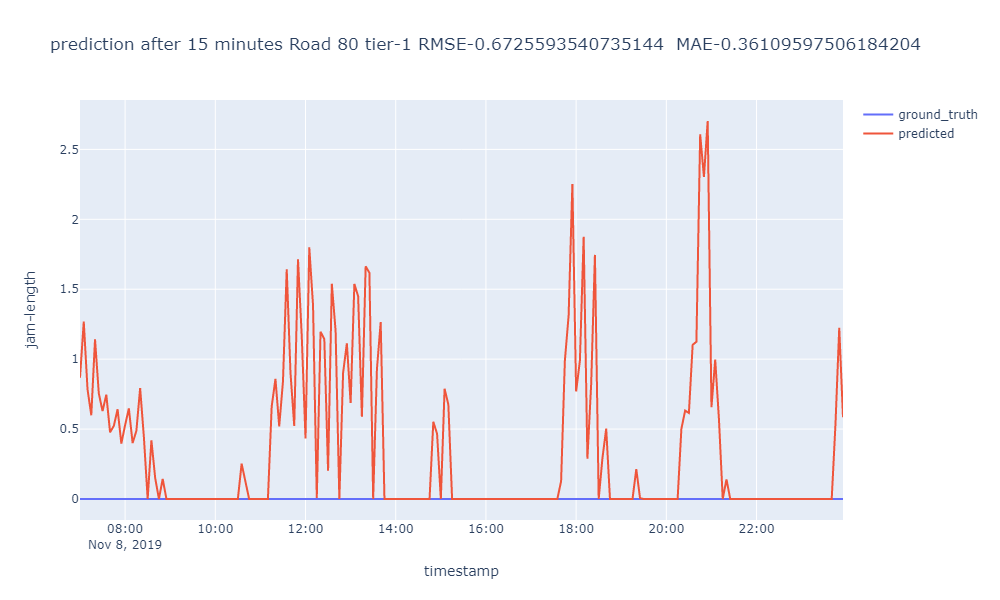 prediction after 15 minutes Road 80 tier-1 RMSE-0.6725593540735144  MAE-0.36109597506184204
ground_truth
predicted
2.5
2
1.5
1
0.5
0
jam-length
08:00 10:00 12:00 14:00 16:00 18:00 20:00 22:00
Nov 8, 2019
timestamp